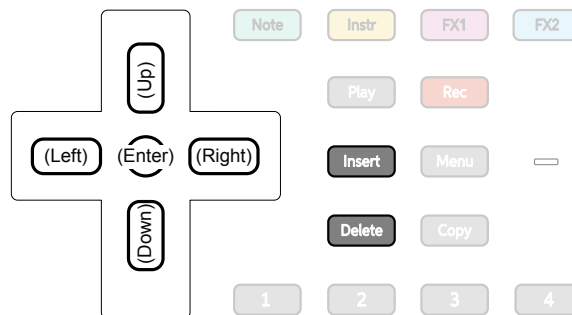 Note Instr FX1 FX2
(Up)
Play Rec
(Left) (Enter) (Right)
Insert Menu
(Down)
Delete Copy
1 2 3 4